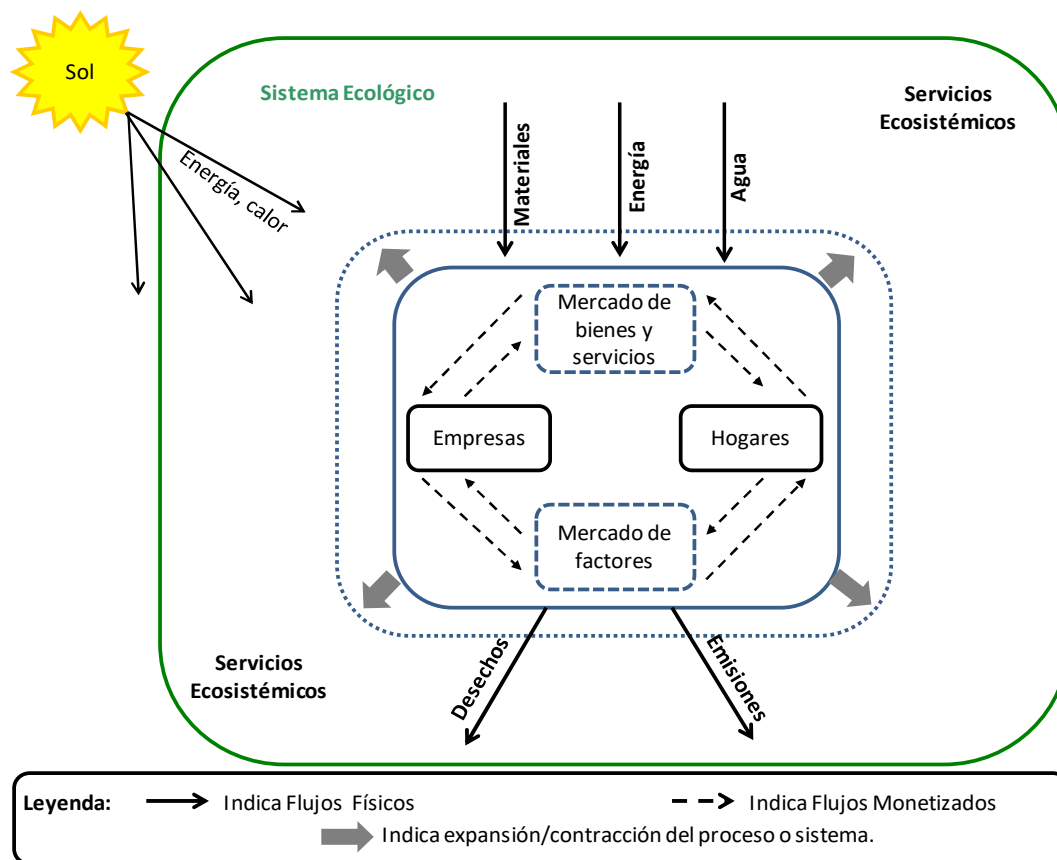 Sol
Sistema Ecológico
Servicios
Ecosistémicos
Energía, calor
Materiales
Energía
Agua
Mercado de
bienes y
servicios
Empresas
Hogares
Mercado de
factores
Servicios
Ecosistémicos
Desechos
Emisiones
Leyenda: Indica Flujos Físicos Indica Flujos Monetizados
Indica expansión/contracción del proceso o sistema.